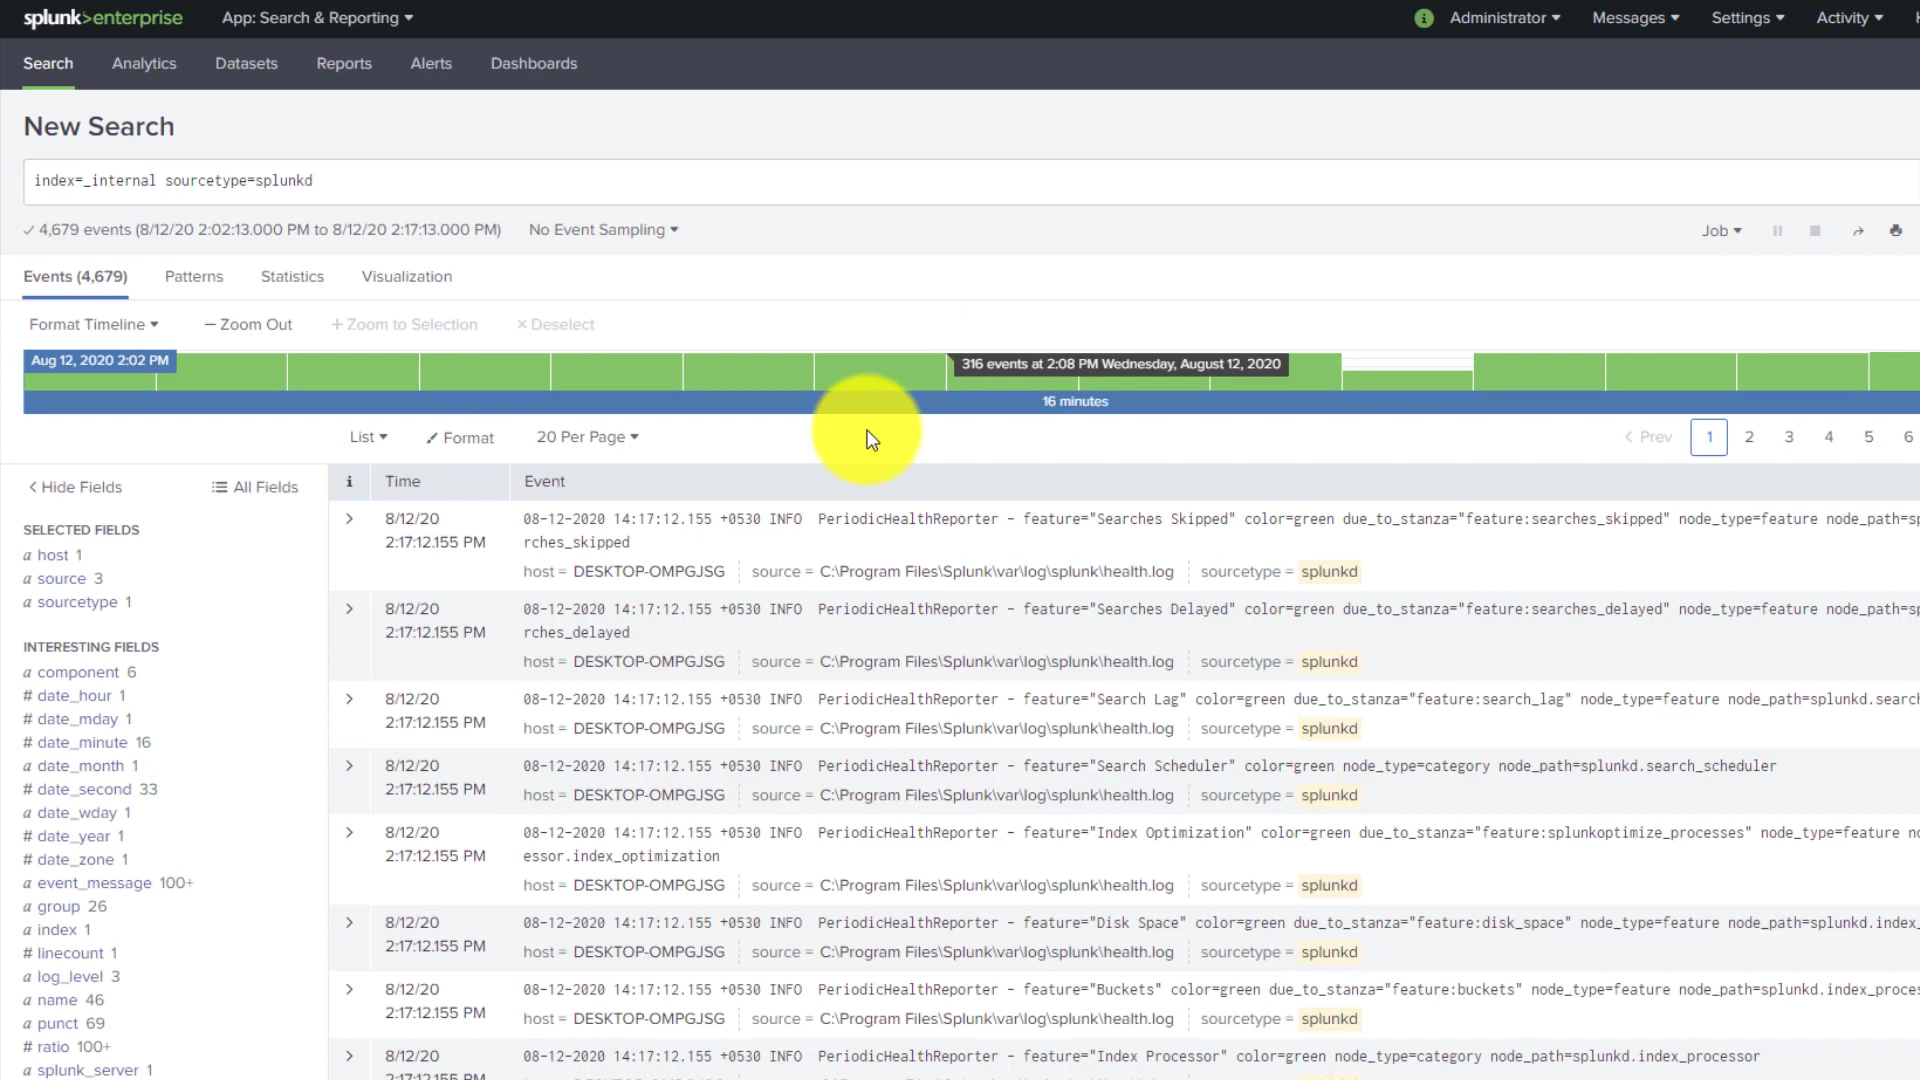 splunk>enterprise App: Search & Reporting Administrator Messages Settings Activity
Search Analytics Datasets Reports Alerts Dashboards
New Search
index=_internal sourcetype=splunkd
4,679 events (8/12/20 2:02:13.000 PM to 8/12/20 2:17:13.000 PM) No Event Sampling Job
Events (4,679) Patterns Statistics Visualization
Format Timeline — Zoom Out + Zoom to Selection × Deselect
Aug 12, 2020 2:02 PM 316 events at 2:08 PM Wednesday, August 12, 2020
16 minutes
List Format 20 Per Page < Prev 1 2 3 4 5 6
< Hide Fields All Fields
SELECTED FIELDS
a host 1
a source 3
a sourcetype 1
INTERESTING FIELDS
a component 6
# date_hour 1
# date_mday 1
# date_minute 16
a date_month 1
# date_second 33
a date_wday 1
# date_year 1
# date_zone 1
a event_message 100+
a group 26
a index 1
# linecount 1
a log_level 3
a name 46
a punct 69
# ratio 100+
a splunk_server 1
i Time Event
> 8/12/20 08-12-2020 14:17:12.155 +0530 INFO PeriodicHealthReporter - feature="Searches Skipped" color=green due_to_stanza="feature:searches_skipped" node_type=feature node_path=sp
2:17:12.155 PM rches_skipped
host = DESKTOP-OMPGJSG source = C:\Program Files\Splunk\var\log\splunk\health.log sourcetype = splunkd
> 8/12/20 08-12-2020 14:17:12.155 +0530 INFO PeriodicHealthReporter - feature="Searches Delayed" color=green due_to_stanza="feature:searches_delayed" node_type=feature node_path=sp
2:17:12.155 PM rches_delayed
host = DESKTOP-OMPGJSG source = C:\Program Files\Splunk\var\log\splunk\health.log sourcetype = splunkd
> 8/12/20 08-12-2020 14:17:12.155 +0530 INFO PeriodicHealthReporter - feature="Search Lag" color=green due_to_stanza="feature:search_lag" node_type=feature node_path=splunkd.search
2:17:12.155 PM host = DESKTOP-OMPGJSG source = C:\Program Files\Splunk\var\log\splunk\health.log sourcetype = splunkd
> 8/12/20 08-12-2020 14:17:12.155 +0530 INFO PeriodicHealthReporter - feature="Search Scheduler" color=green node_type=category node_path=splunkd.search_scheduler
2:17:12.155 PM host = DESKTOP-OMPGJSG source = C:\Program Files\Splunk\var\log\splunk\health.log sourcetype = splunkd
> 8/12/20 08-12-2020 14:17:12.155 +0530 INFO PeriodicHealthReporter - feature="Index Optimization" color=green due_to_stanza="feature:splunkoptimize_processes" node_type=feature no
2:17:12.155 PM essor.index_optimization
host = DESKTOP-OMPGJSG source = C:\Program Files\Splunk\var\log\splunk\health.log sourcetype = splunkd
> 8/12/20 08-12-2020 14:17:12.155 +0530 INFO PeriodicHealthReporter - feature="Disk Space" color=green due_to_stanza="feature:disk_space" node_type=feature node_path=splunkd.index_
2:17:12.155 PM host = DESKTOP-OMPGJSG source = C:\Program Files\Splunk\var\log\splunk\health.log sourcetype = splunkd
> 8/12/20 08-12-2020 14:17:12.155 +0530 INFO PeriodicHealthReporter - feature="Buckets" color=green due_to_stanza="feature:buckets" node_type=feature node_path=splunkd.index_proces
2:17:12.155 PM host = DESKTOP-OMPGJSG source = C:\Program Files\Splunk\var\log\splunk\health.log sourcetype = splunkd
> 8/12/20 08-12-2020 14:17:12.155 +0530 INFO PeriodicHealthReporter - feature="Index Processor" color=green node_type=category node_path=splunkd.index_processor
2:17:12.155 PM